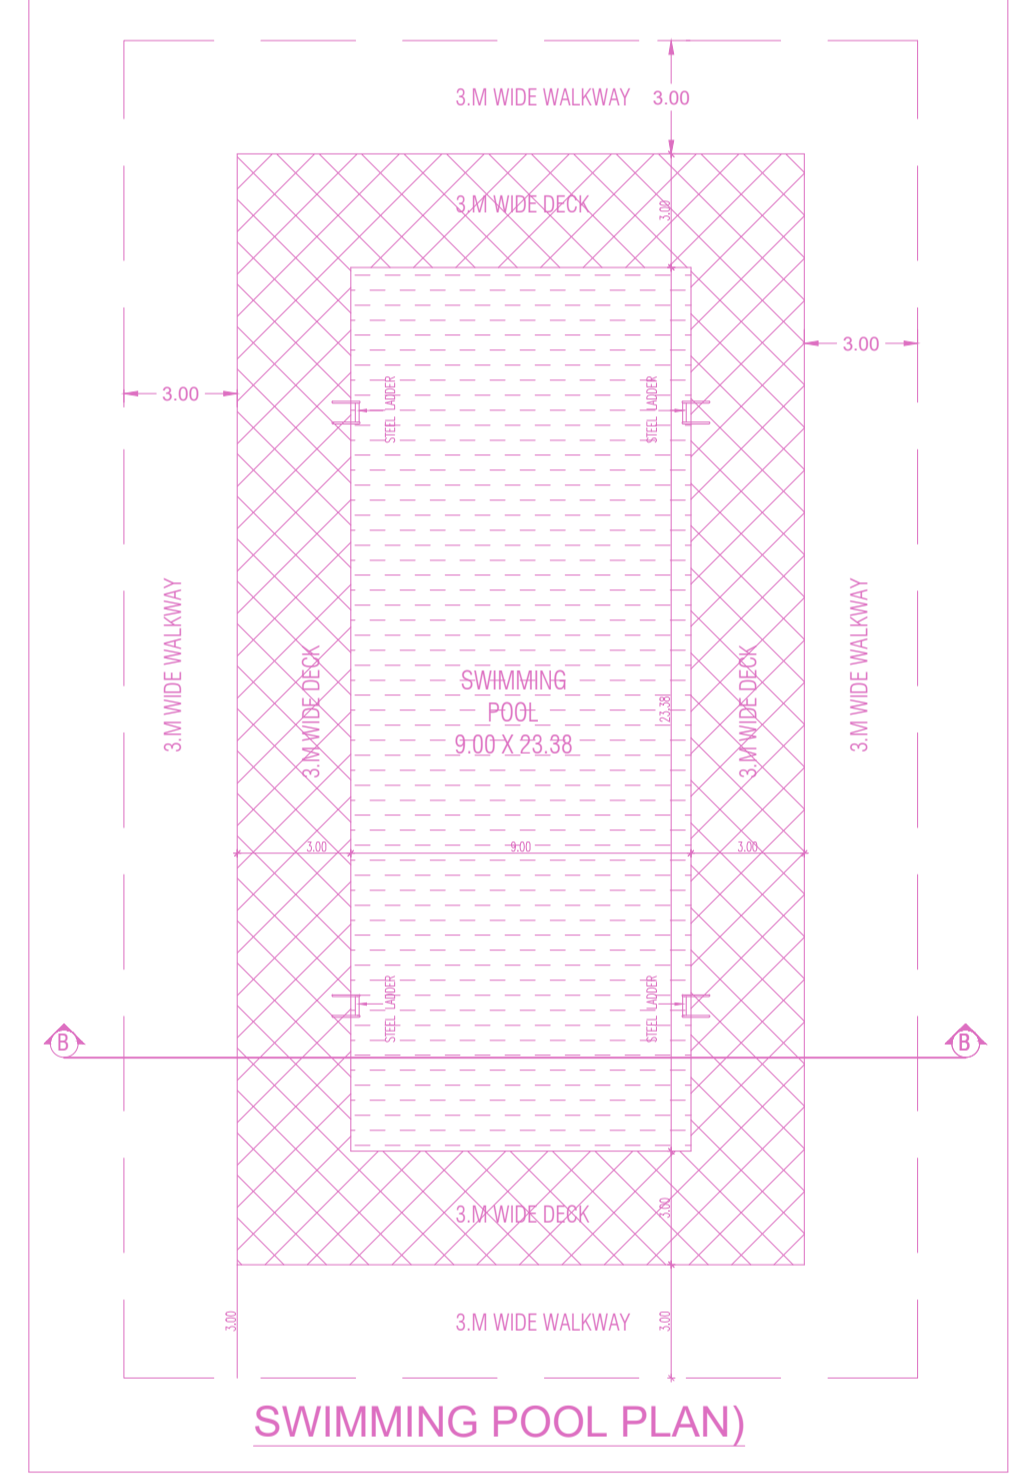 3.M WIDE WALKWAY 3.00
3.M WIDE DECK
3.00
3.00
3.00
STEEL LADDER
STEEL LADDER
3.M WIDE WALKWAY
3.M WIDE DECK
SWIMMING
POOL
9.00 X 23.38
23.38
3.M WIDE DECK
3.M WIDE WALKWAY
3.00
9.00
3.00
STEEL LADDER
STEEL LADDER
B
B
3.M WIDE DECK
3.00
3.00
3.M WIDE WALKWAY
3.00
SWIMMING POOL PLAN)